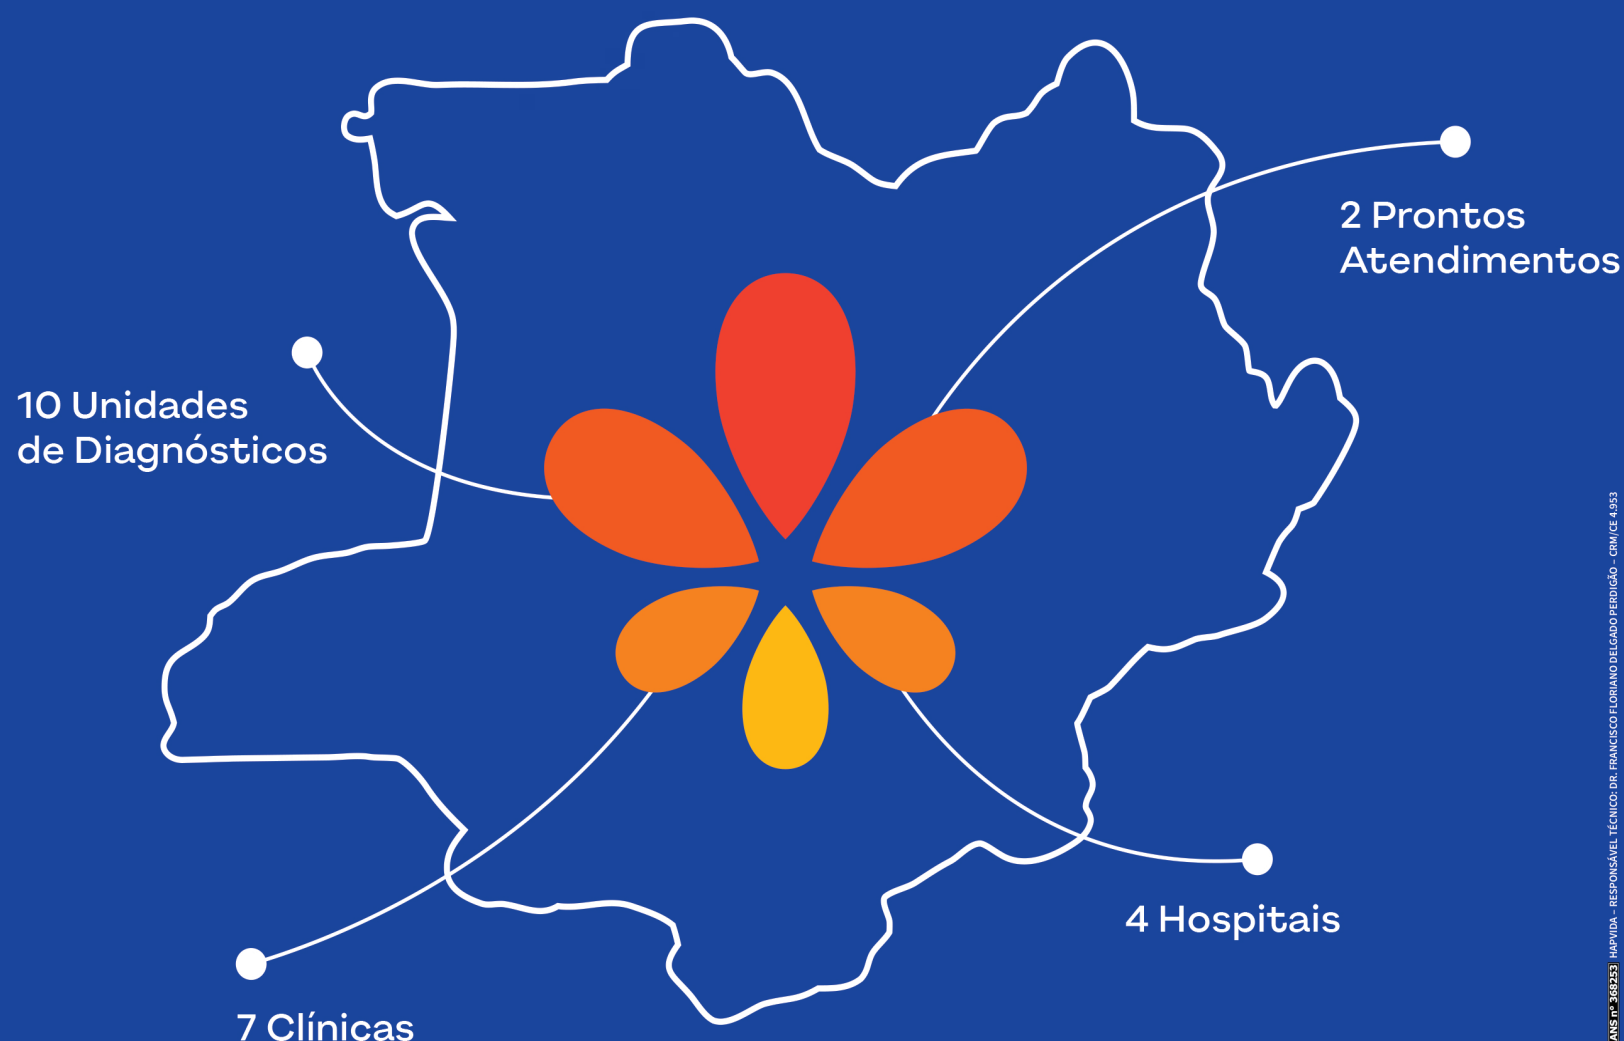 2 Prontos
Atendimentos
10 Unidades
de Diagnósticos
4 Hospitais
7 Clínicas
ANS nº 368253 HAPVIDA – RESPONSÁVEL TÉCNICO: DR. FRANCISCO FLORIANO DELGADO PERDIGÃO – CRM/CE 4.953